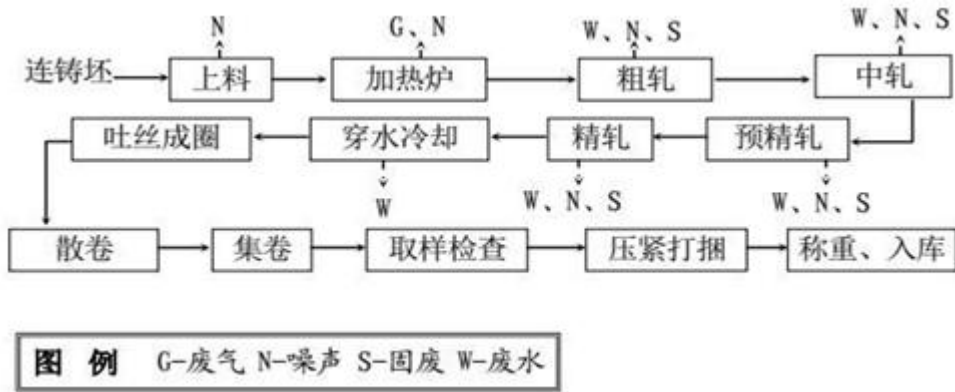 N G、N W、N、S W、N、S
连铸坯 上料 加热炉 粗轧 中轧
吐丝成圈 穿水冷却 精轧 预精轧
W W、N、S W、N、S
散卷 集卷 取样检查 压紧打捆 称重、入库
图 例 G-废气 N-噪声 S-固废 W-废水